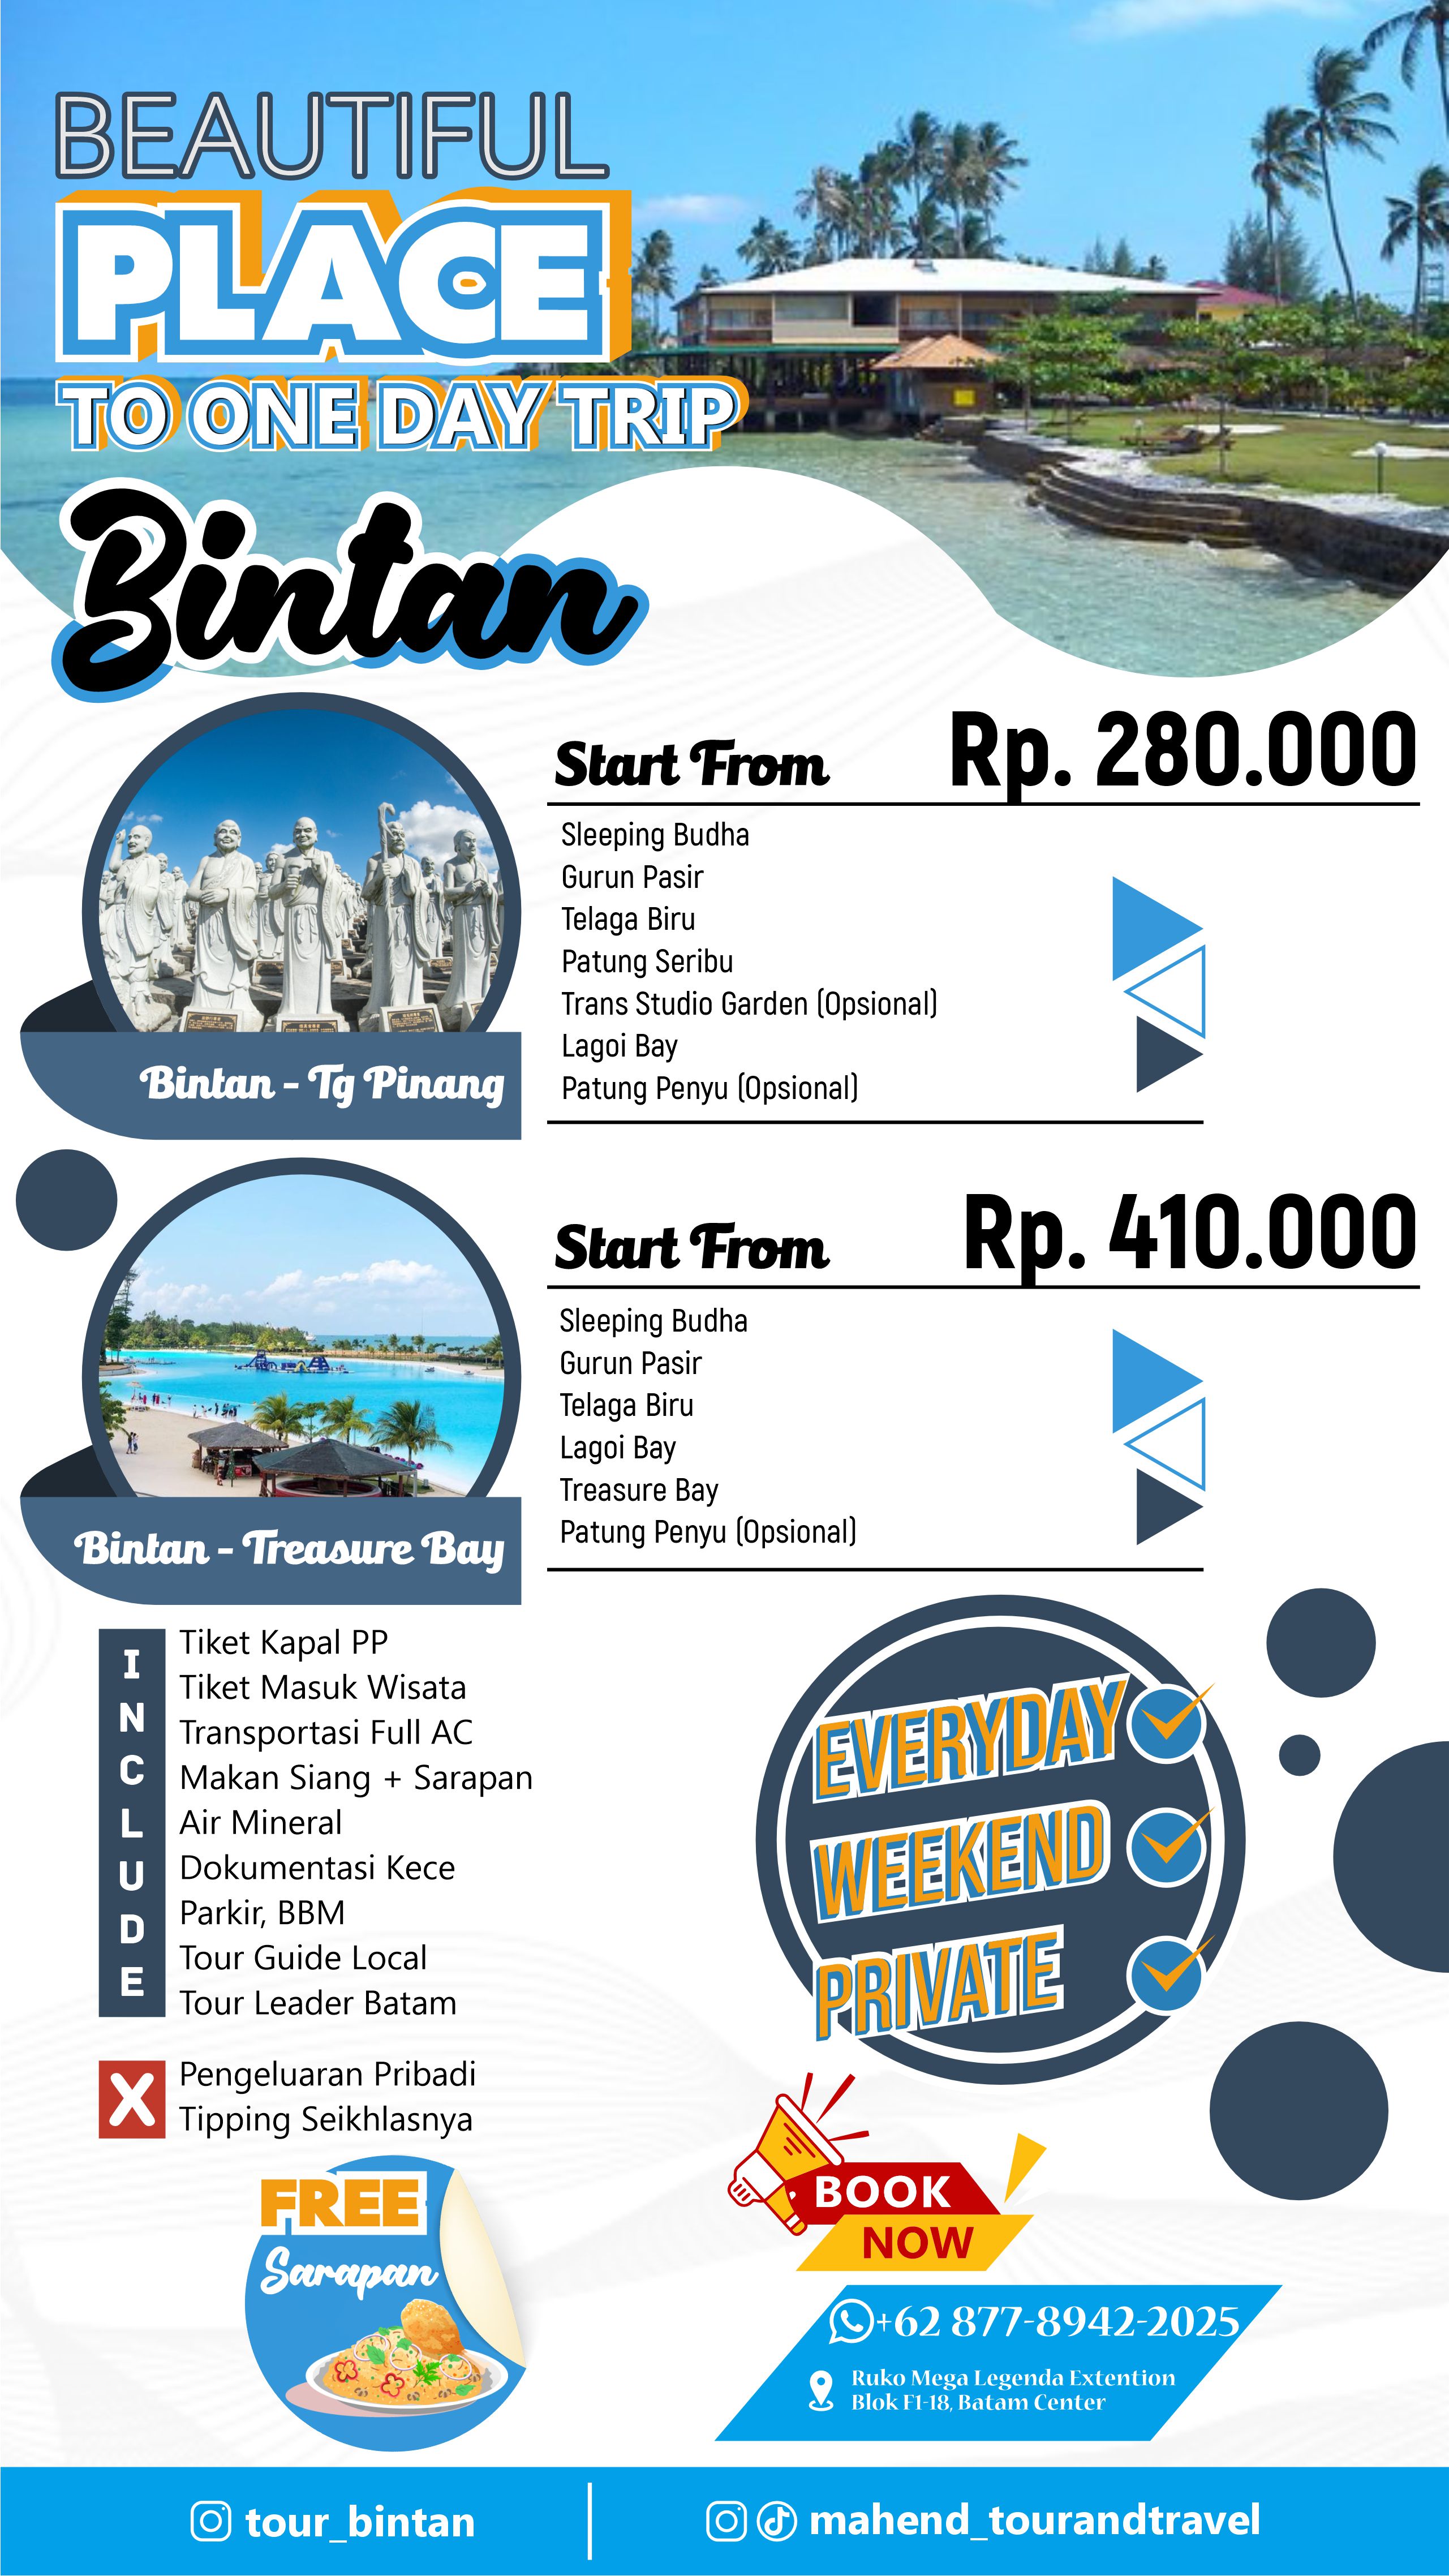 BEAUTIFUL
PLACE
TO ONE DAY TRIP
Bintan
Start From Rp. 280.000
Sleeping Budha
Gurun Pasir
Telaga Biru
Patung Seribu
Trans Studio Garden (Opsional)
Lagoi Bay
Patung Penyu (Opsional)
Bintan - Tg Pinang
Start From Rp. 410.000
Sleeping Budha
Gurun Pasir
Telaga Biru
Lagoi Bay
Treasure Bay
Patung Penyu (Opsional)
Bintan - Treasure Bay
INCLUDE
Tiket Kapal PP
Tiket Masuk Wisata
Transportasi Full AC
Makan Siang + Sarapan
Air Mineral
Dokumentasi Kece
Parkir, BBM
Tour Guide Local
Tour Leader Batam
X
Pengeluaran Pribadi
Tipping Seikhlasnya
EVERYDAY
WEEKEND
PRIVATE
FREE
Sarapan
BOOK
NOW
+62 877-8942-2025
Ruko Mega Legenda Extention
Blok F1-18, Batam Center
tour_bintan
mahend_tourandtravel